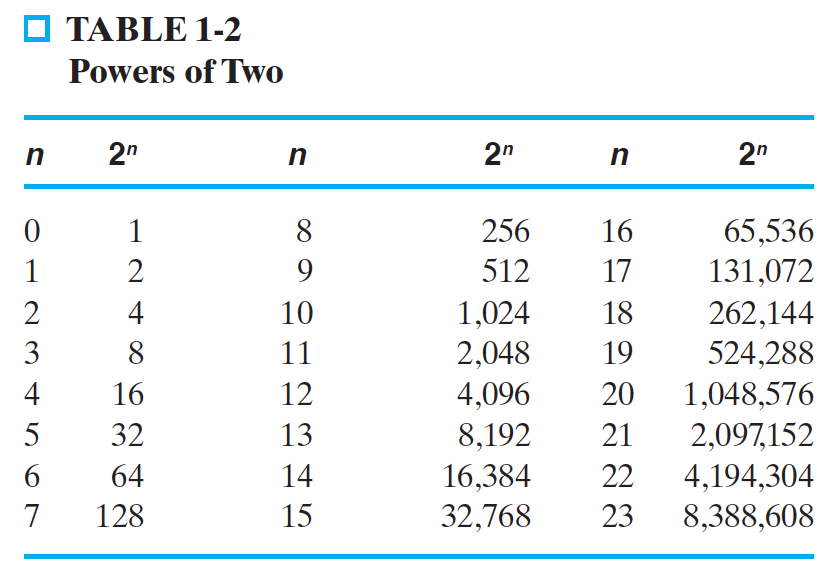 TABLE 1-2
Powers of Two
n 2ⁿ n 2ⁿ n 2ⁿ
0 1 8 256 16 65,536
1 2 9 512 17 131,072
2 4 10 1,024 18 262,144
3 8 11 2,048 19 524,288
4 16 12 4,096 20 1,048,576
5 32 13 8,192 21 2,097,152
6 64 14 16,384 22 4,194,304
7 128 15 32,768 23 8,388,608